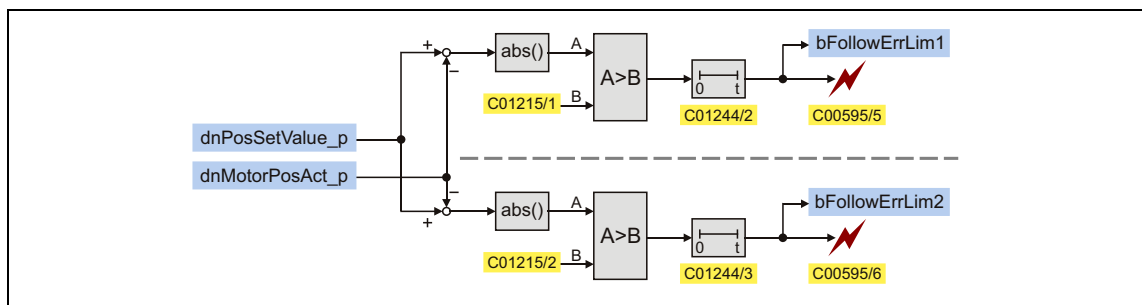 bFollowErrLim1
+
−
abs()
A
A>B
0 t
C01215/1
B
C01244/2
C00595/5
dnPosSetValue_p
dnMotorPosAct_p
−
+
abs()
A
A>B
0 t
bFollowErrLim2
C01215/2
B
C01244/3
C00595/6